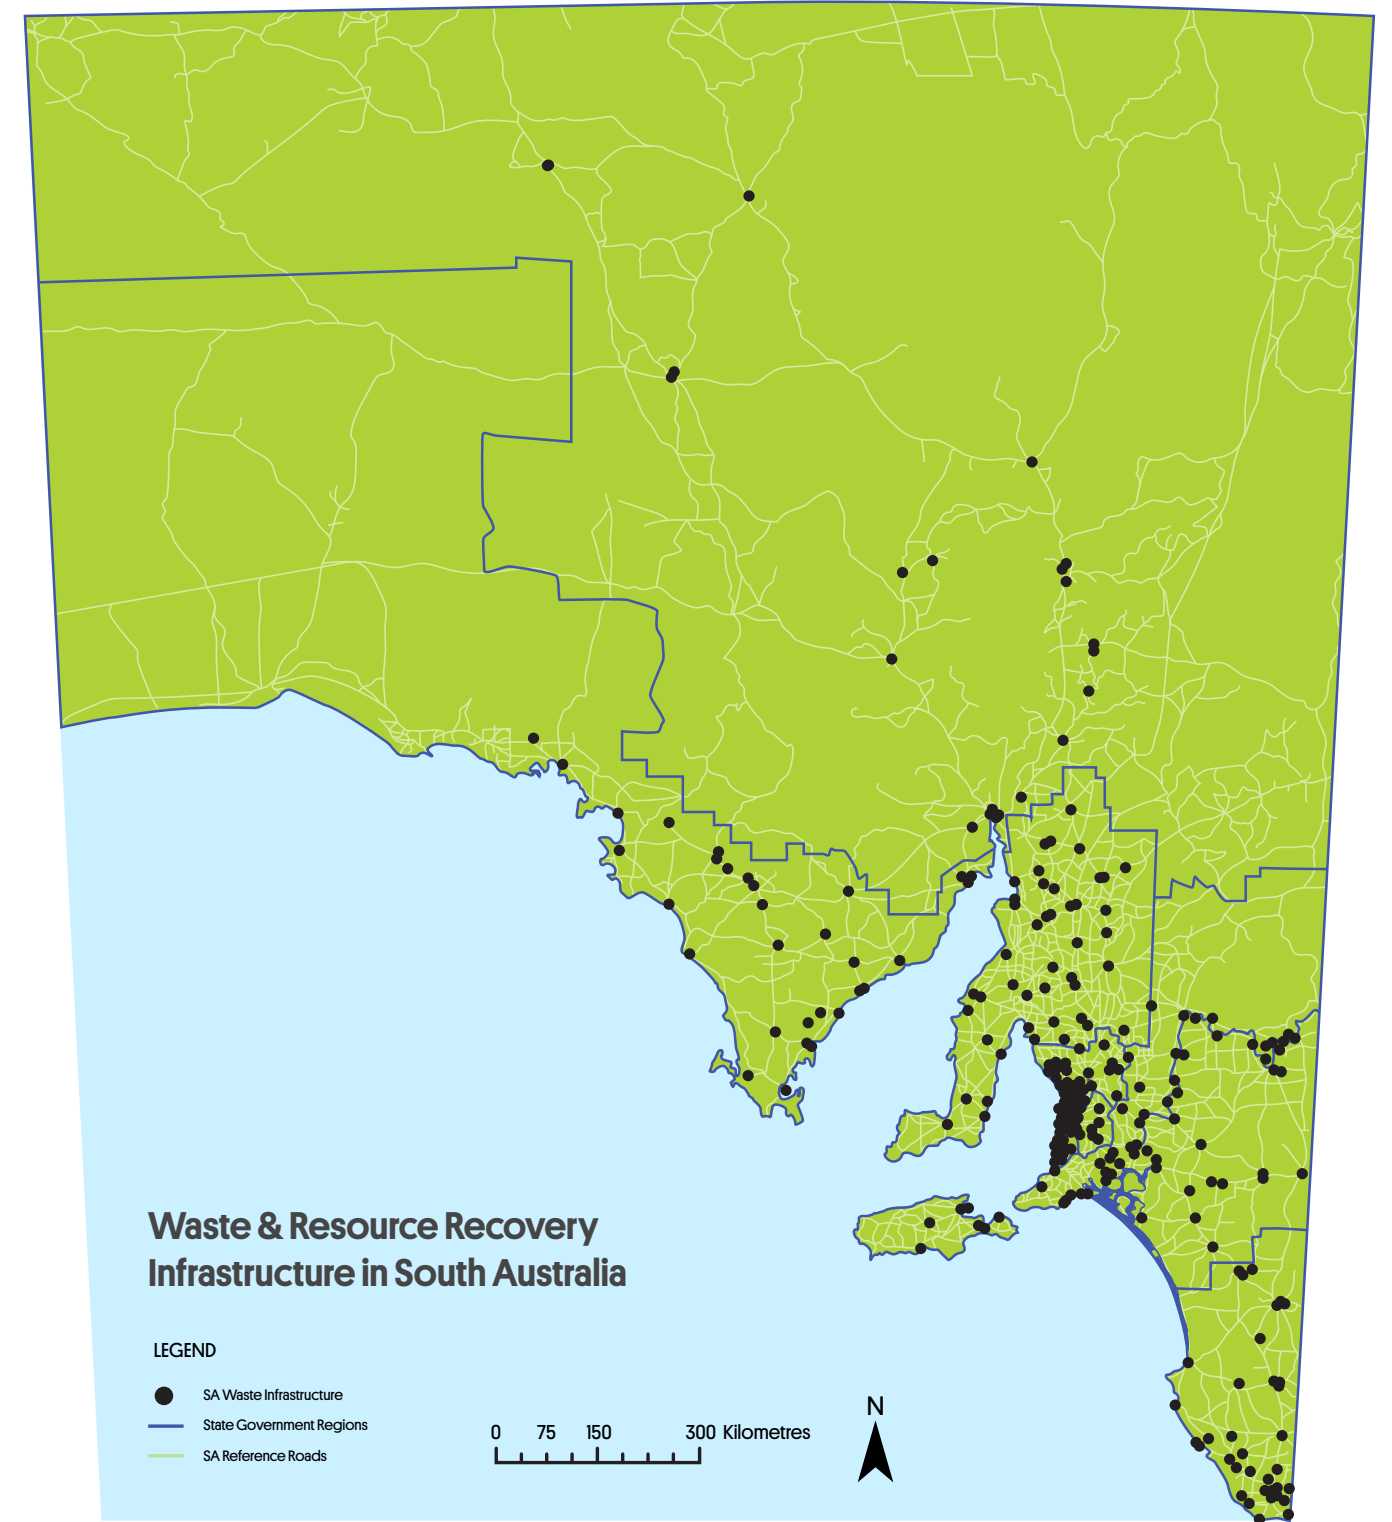 Waste & Resource Recovery
Infrastructure in South Australia
LEGEND
SA Waste Infrastructure
State Government Regions
SA Reference Roads
0 75 150 300 Kilometres
N